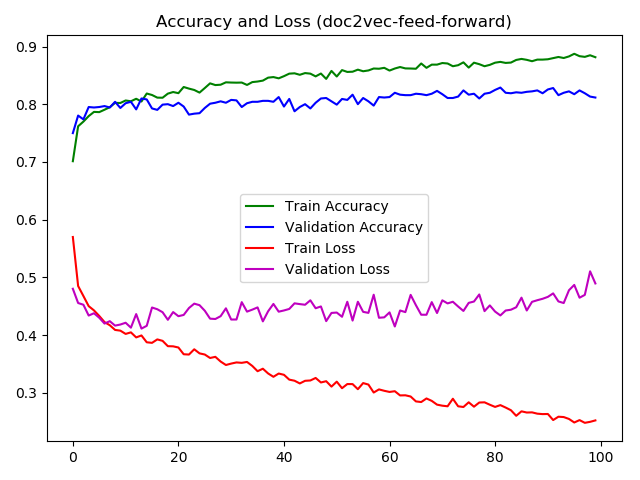 Accuracy and Loss (doc2vec-feed-forward)
0.9
0.8
0.7
0.6
0.5
0.4
0.3
Train Accuracy
Validation Accuracy
Train Loss
Validation Loss
0 20 40 60 80 100